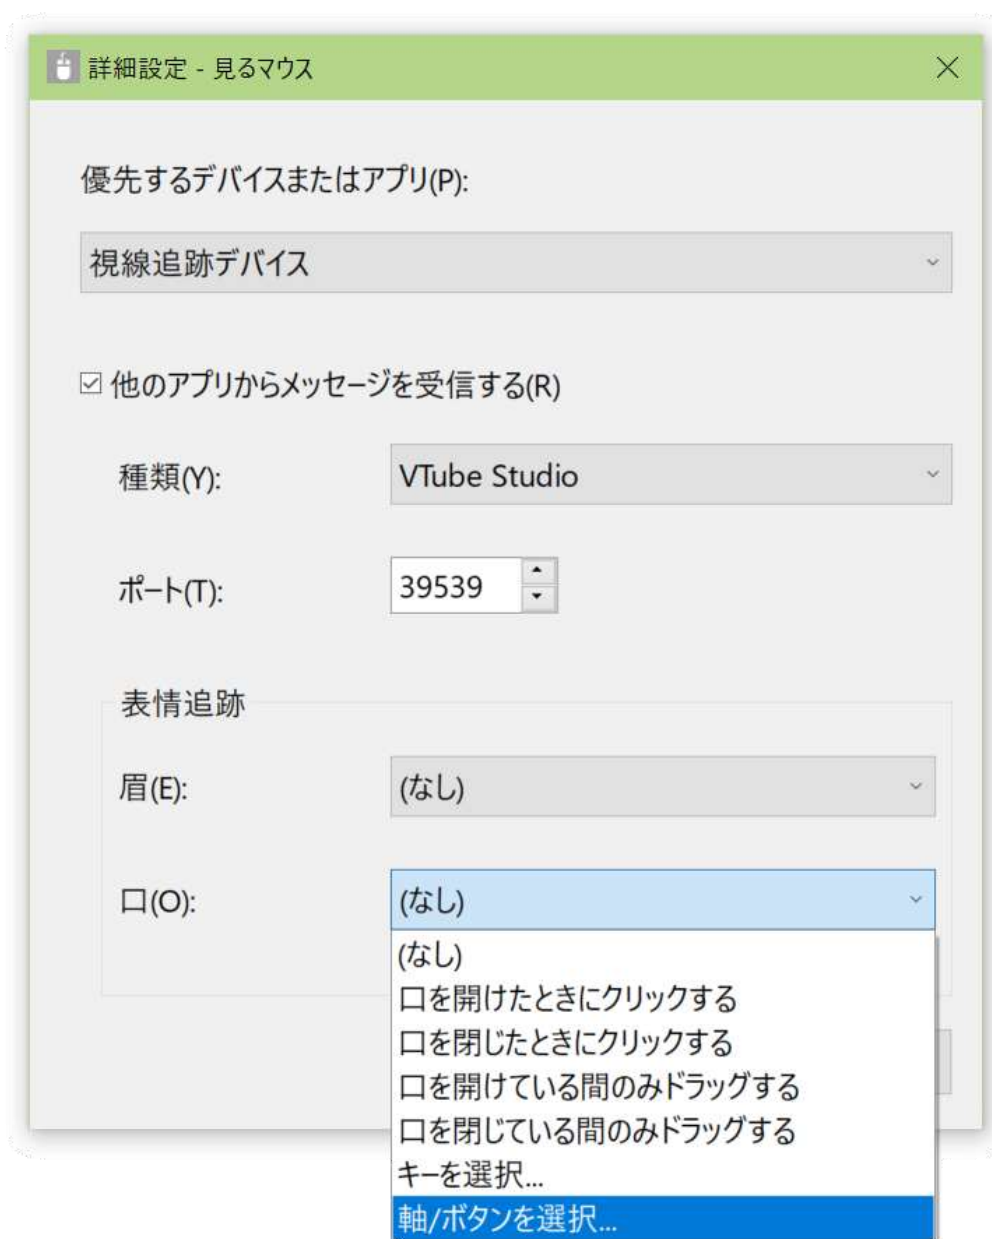 詳細設定 - 見るマウス
優先するデバイスまたはアプリ(P):
視線追跡デバイス
他のアプリからメッセージを受信する(R)
種類(Y): VTube Studio
ポート(T): 39539
表情追跡
眉(E): (なし)
口(O): (なし)
(なし)
口を開けたときにクリックする
口を閉じたときにクリックする
口を開けている間のみドラッグする
口を閉じている間のみドラッグする
キーを選択...
軸/ボタンを選択...